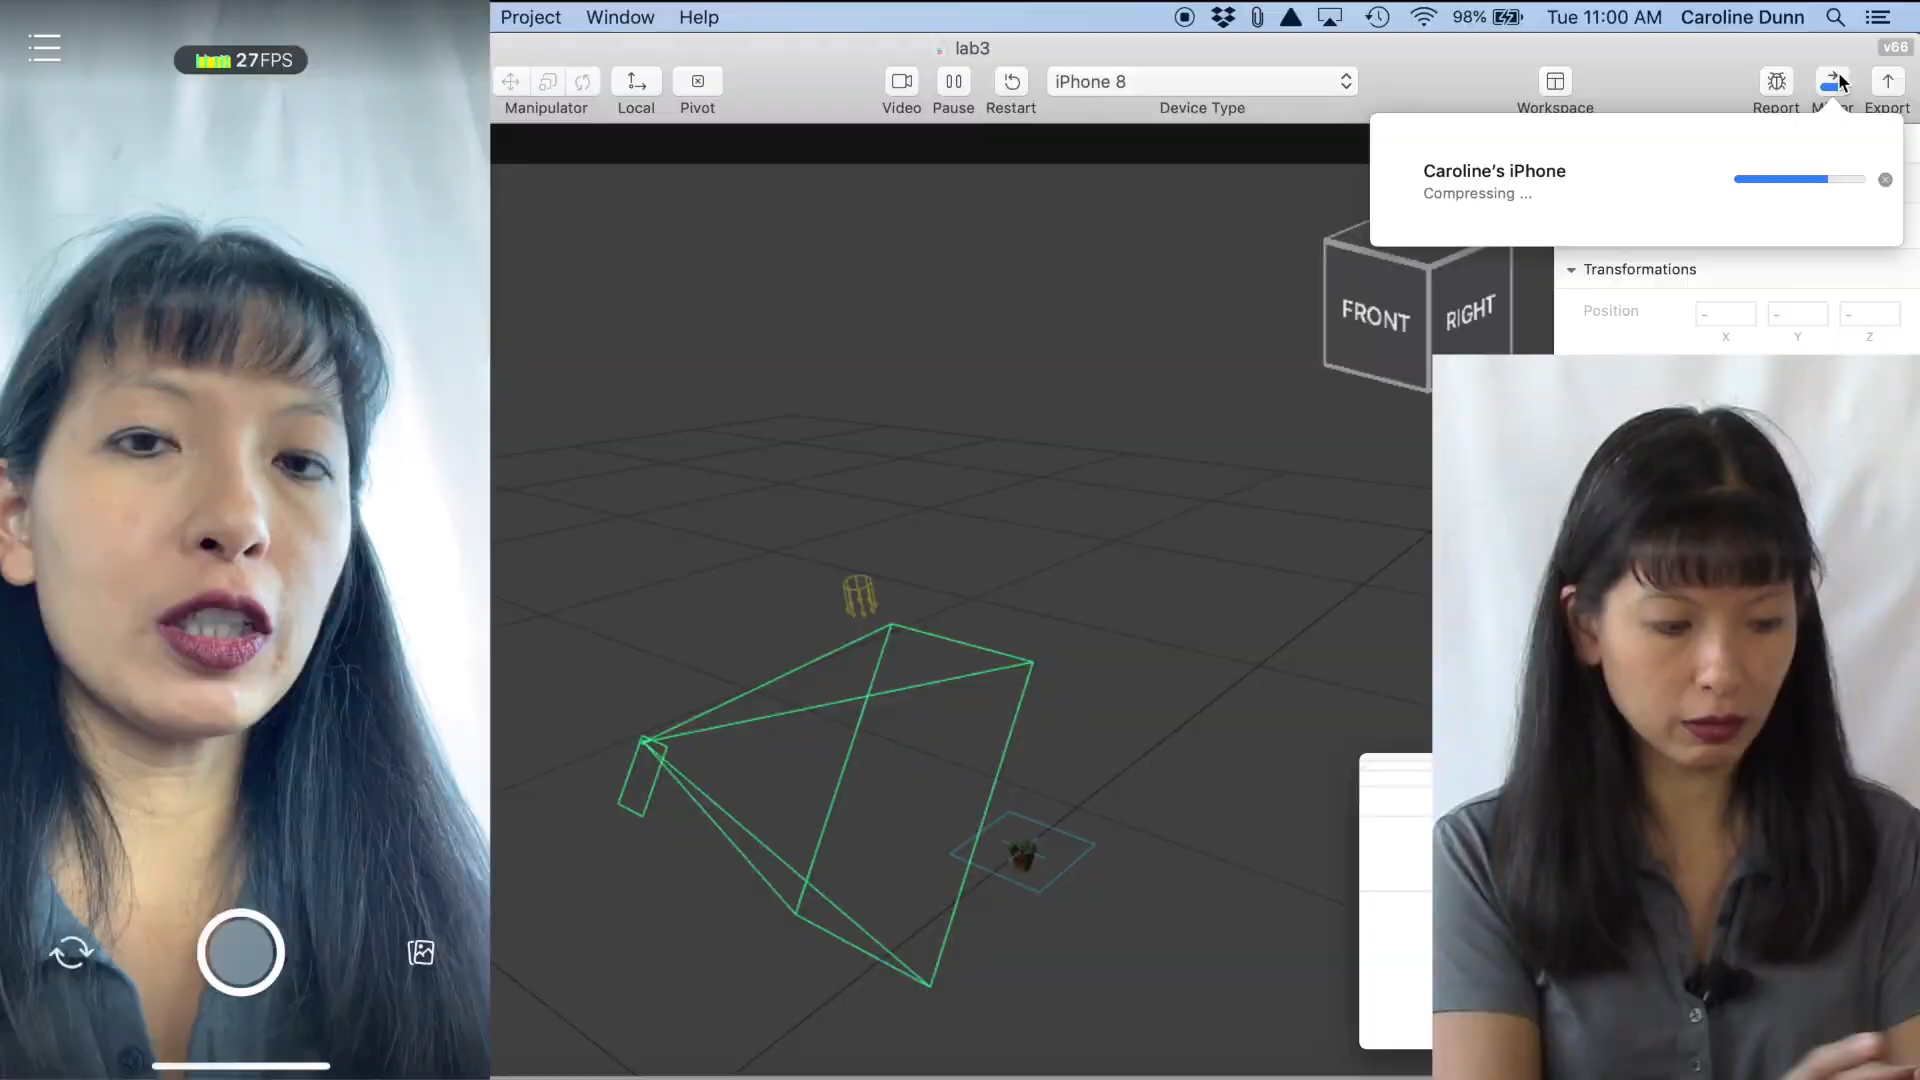 27FPS
Project Window Help
98% Tue 11:00 AM Caroline Dunn
lab3
v66
iPhone 8
Manipulator Local Pivot Video Pause Restart Device Type Workspace Report Export
Caroline's iPhone
Compressing ...
Transformations
Position - - -
X Y Z
FRONT RIGHT